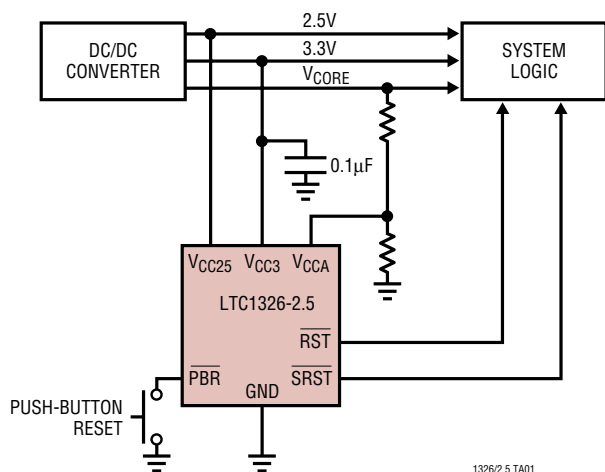 2.5V
DC/DC
CONVERTER
3.3V
VCORE
SYSTEM
LOGIC
0.1µF
VCC25
VCC3
VCCA
LTC1326-2.5
RST
PBR
SRST
GND
PUSH-BUTTON
RESET
1326/2.5 TA01